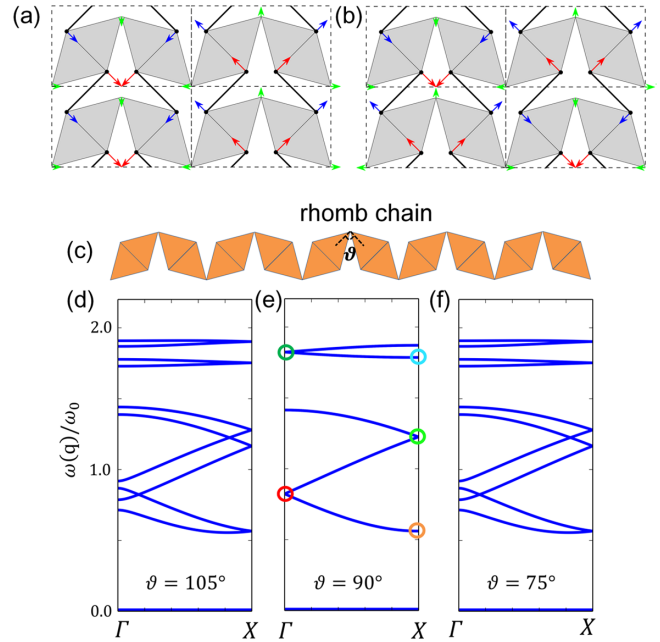 (a) (b)
rhomb chain
(c)
ϑ
(d) (e) (f)
2.0
1.0
0.0
ω(q)/ω₀
ϑ = 105° ϑ = 90° ϑ = 75°
Γ X Γ X Γ X